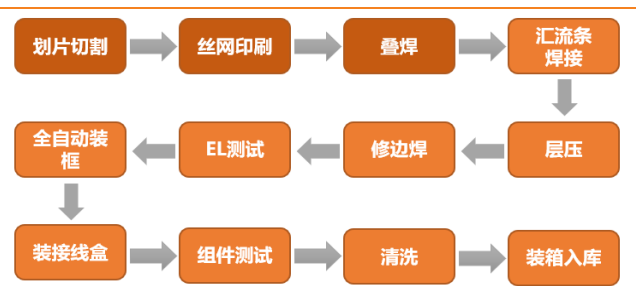 划片切割
丝网印刷
叠焊
汇流条
焊接
层压
修边焊
EL测试
全自动装
框
装接线盒
组件测试
清洗
装箱入库